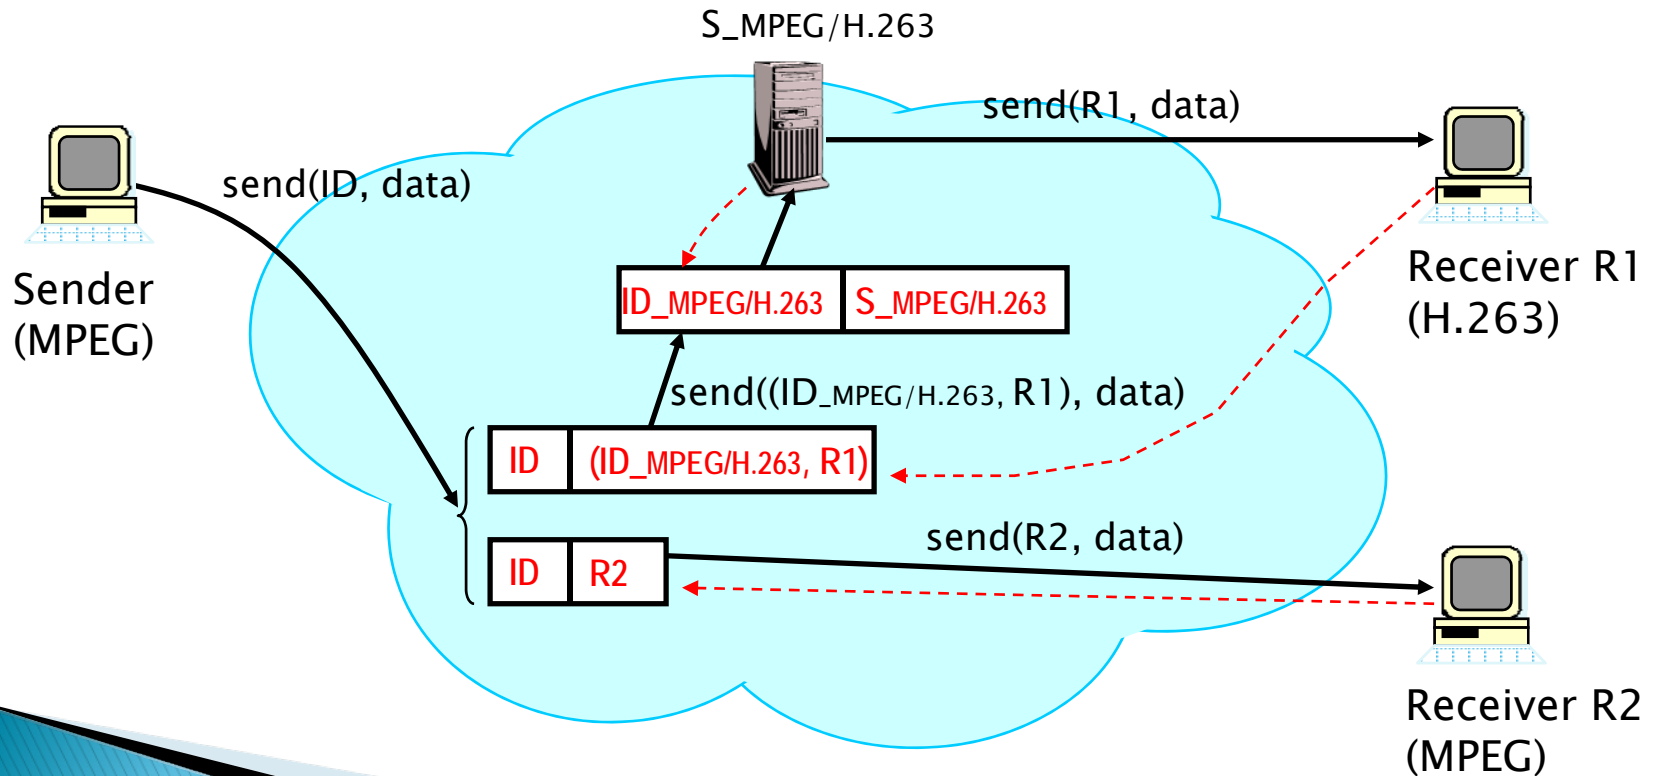 S_MPEG/H.263
send(R1, data)
send(ID, data)
Sender
(MPEG)
Receiver R1
(H.263)
ID_MPEG/H.263 S_MPEG/H.263
send((ID_MPEG/H.263, R1), data)
ID (ID_MPEG/H.263, R1)
send(R2, data)
ID R2
Receiver R2
(MPEG)